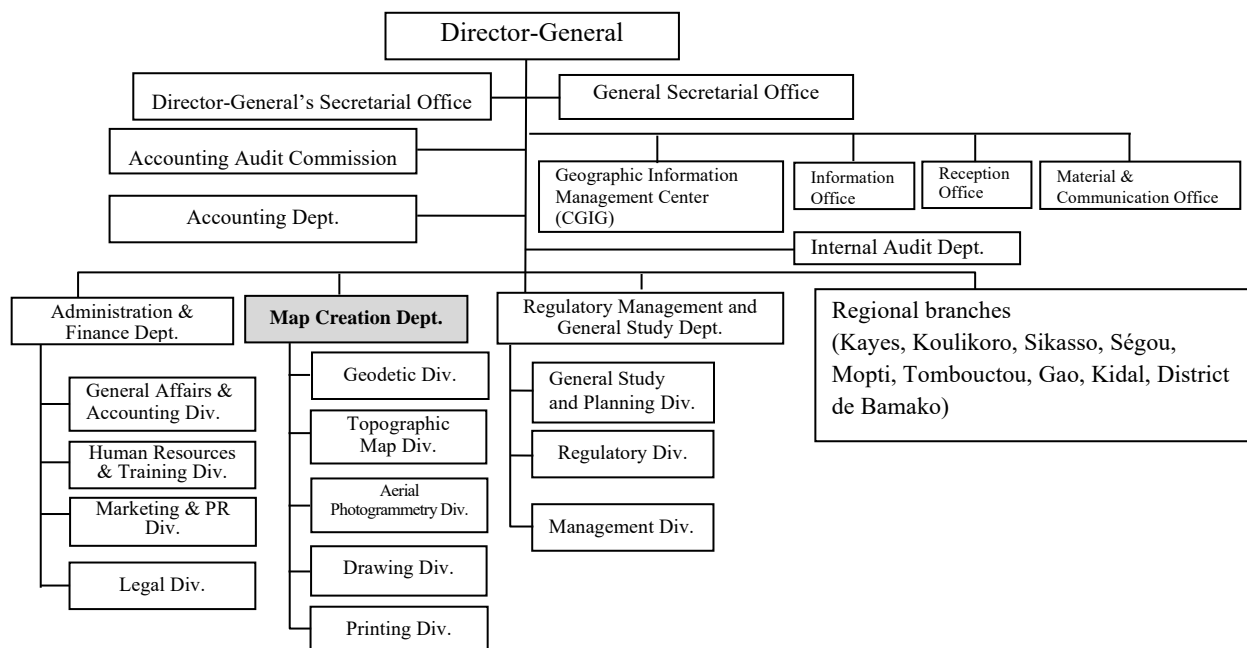 Director-General
Director-General's Secretarial Office
General Secretarial Office
Accounting Audit Commission
Geographic Information
Management Center
(CGIG)
Information
Office
Reception
Office
Material &
Communication Office
Accounting Dept.
Internal Audit Dept.
Administration &
Finance Dept.
Map Creation Dept.
Regulatory Management and
General Study Dept.
Regional branches
(Kayes, Koulikoro, Sikasso, Ségou,
Mopti, Tombouctou, Gao, Kidal, District
de Bamako)
General Affairs &
Accounting Div.
Human Resources
& Training Div.
Marketing & PR
Div.
Legal Div.
Geodetic Div.
Topographic
Map Div.
Aerial
Photogrammetry Div.
Drawing Div.
Printing Div.
General Study
and Planning Div.
Regulatory Div.
Management Div.